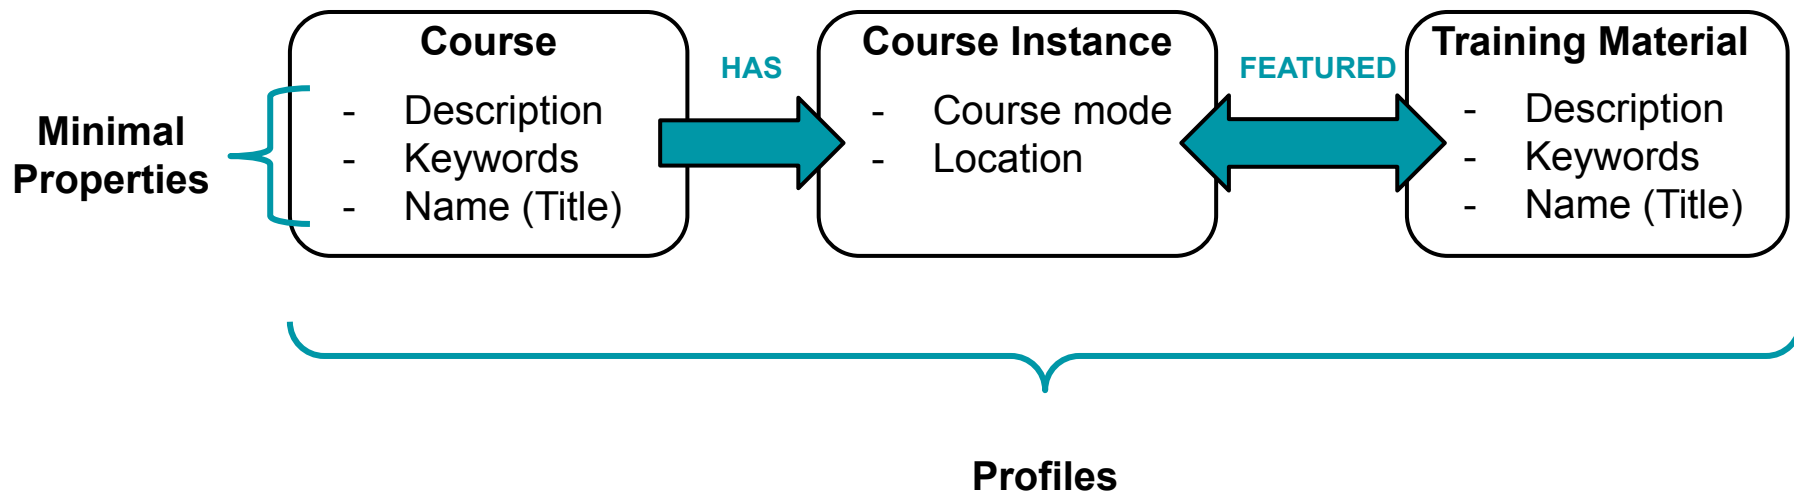 Course
Course Instance
Training Material
HAS
FEATURED
Minimal
Properties
- Description
- Keywords
- Name (Title)
- Course mode
- Location
- Description
- Keywords
- Name (Title)
Profiles